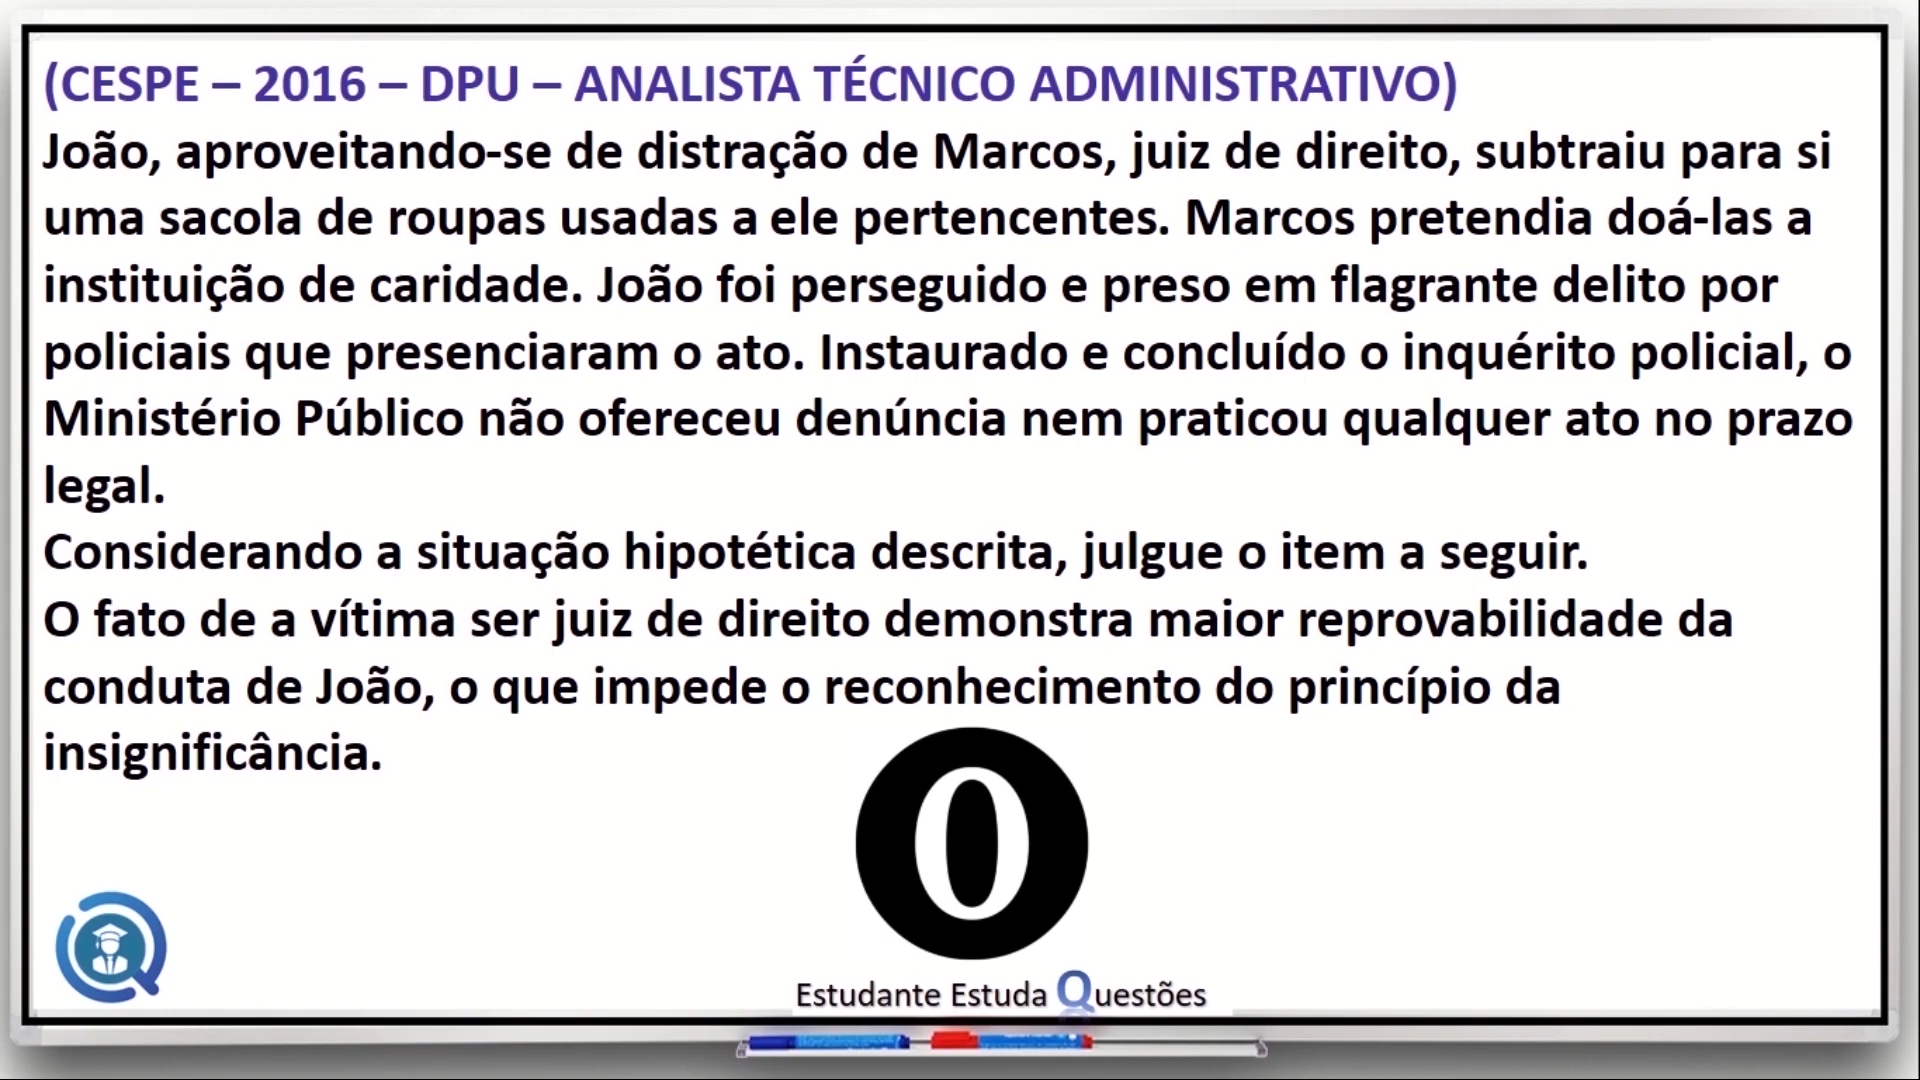 (CESPE – 2016 – DPU – ANALISTA TÉCNICO ADMINISTRATIVO)
João, aproveitando-se de distração de Marcos, juiz de direito, subtraiu para si
uma sacola de roupas usadas a ele pertencentes. Marcos pretendia doá-las a
instituição de caridade. João foi perseguido e preso em flagrante delito por
policiais que presenciaram o ato. Instaurado e concluído o inquérito policial, o
Ministério Público não ofereceu denúncia nem praticou qualquer ato no prazo
legal.
Considerando a situação hipotética descrita, julgue o item a seguir.
O fato de a vítima ser juiz de direito demonstra maior reprovabilidade da
conduta de João, o que impede o reconhecimento do princípio da
insignificância.
0
Estudante Estuda Questões